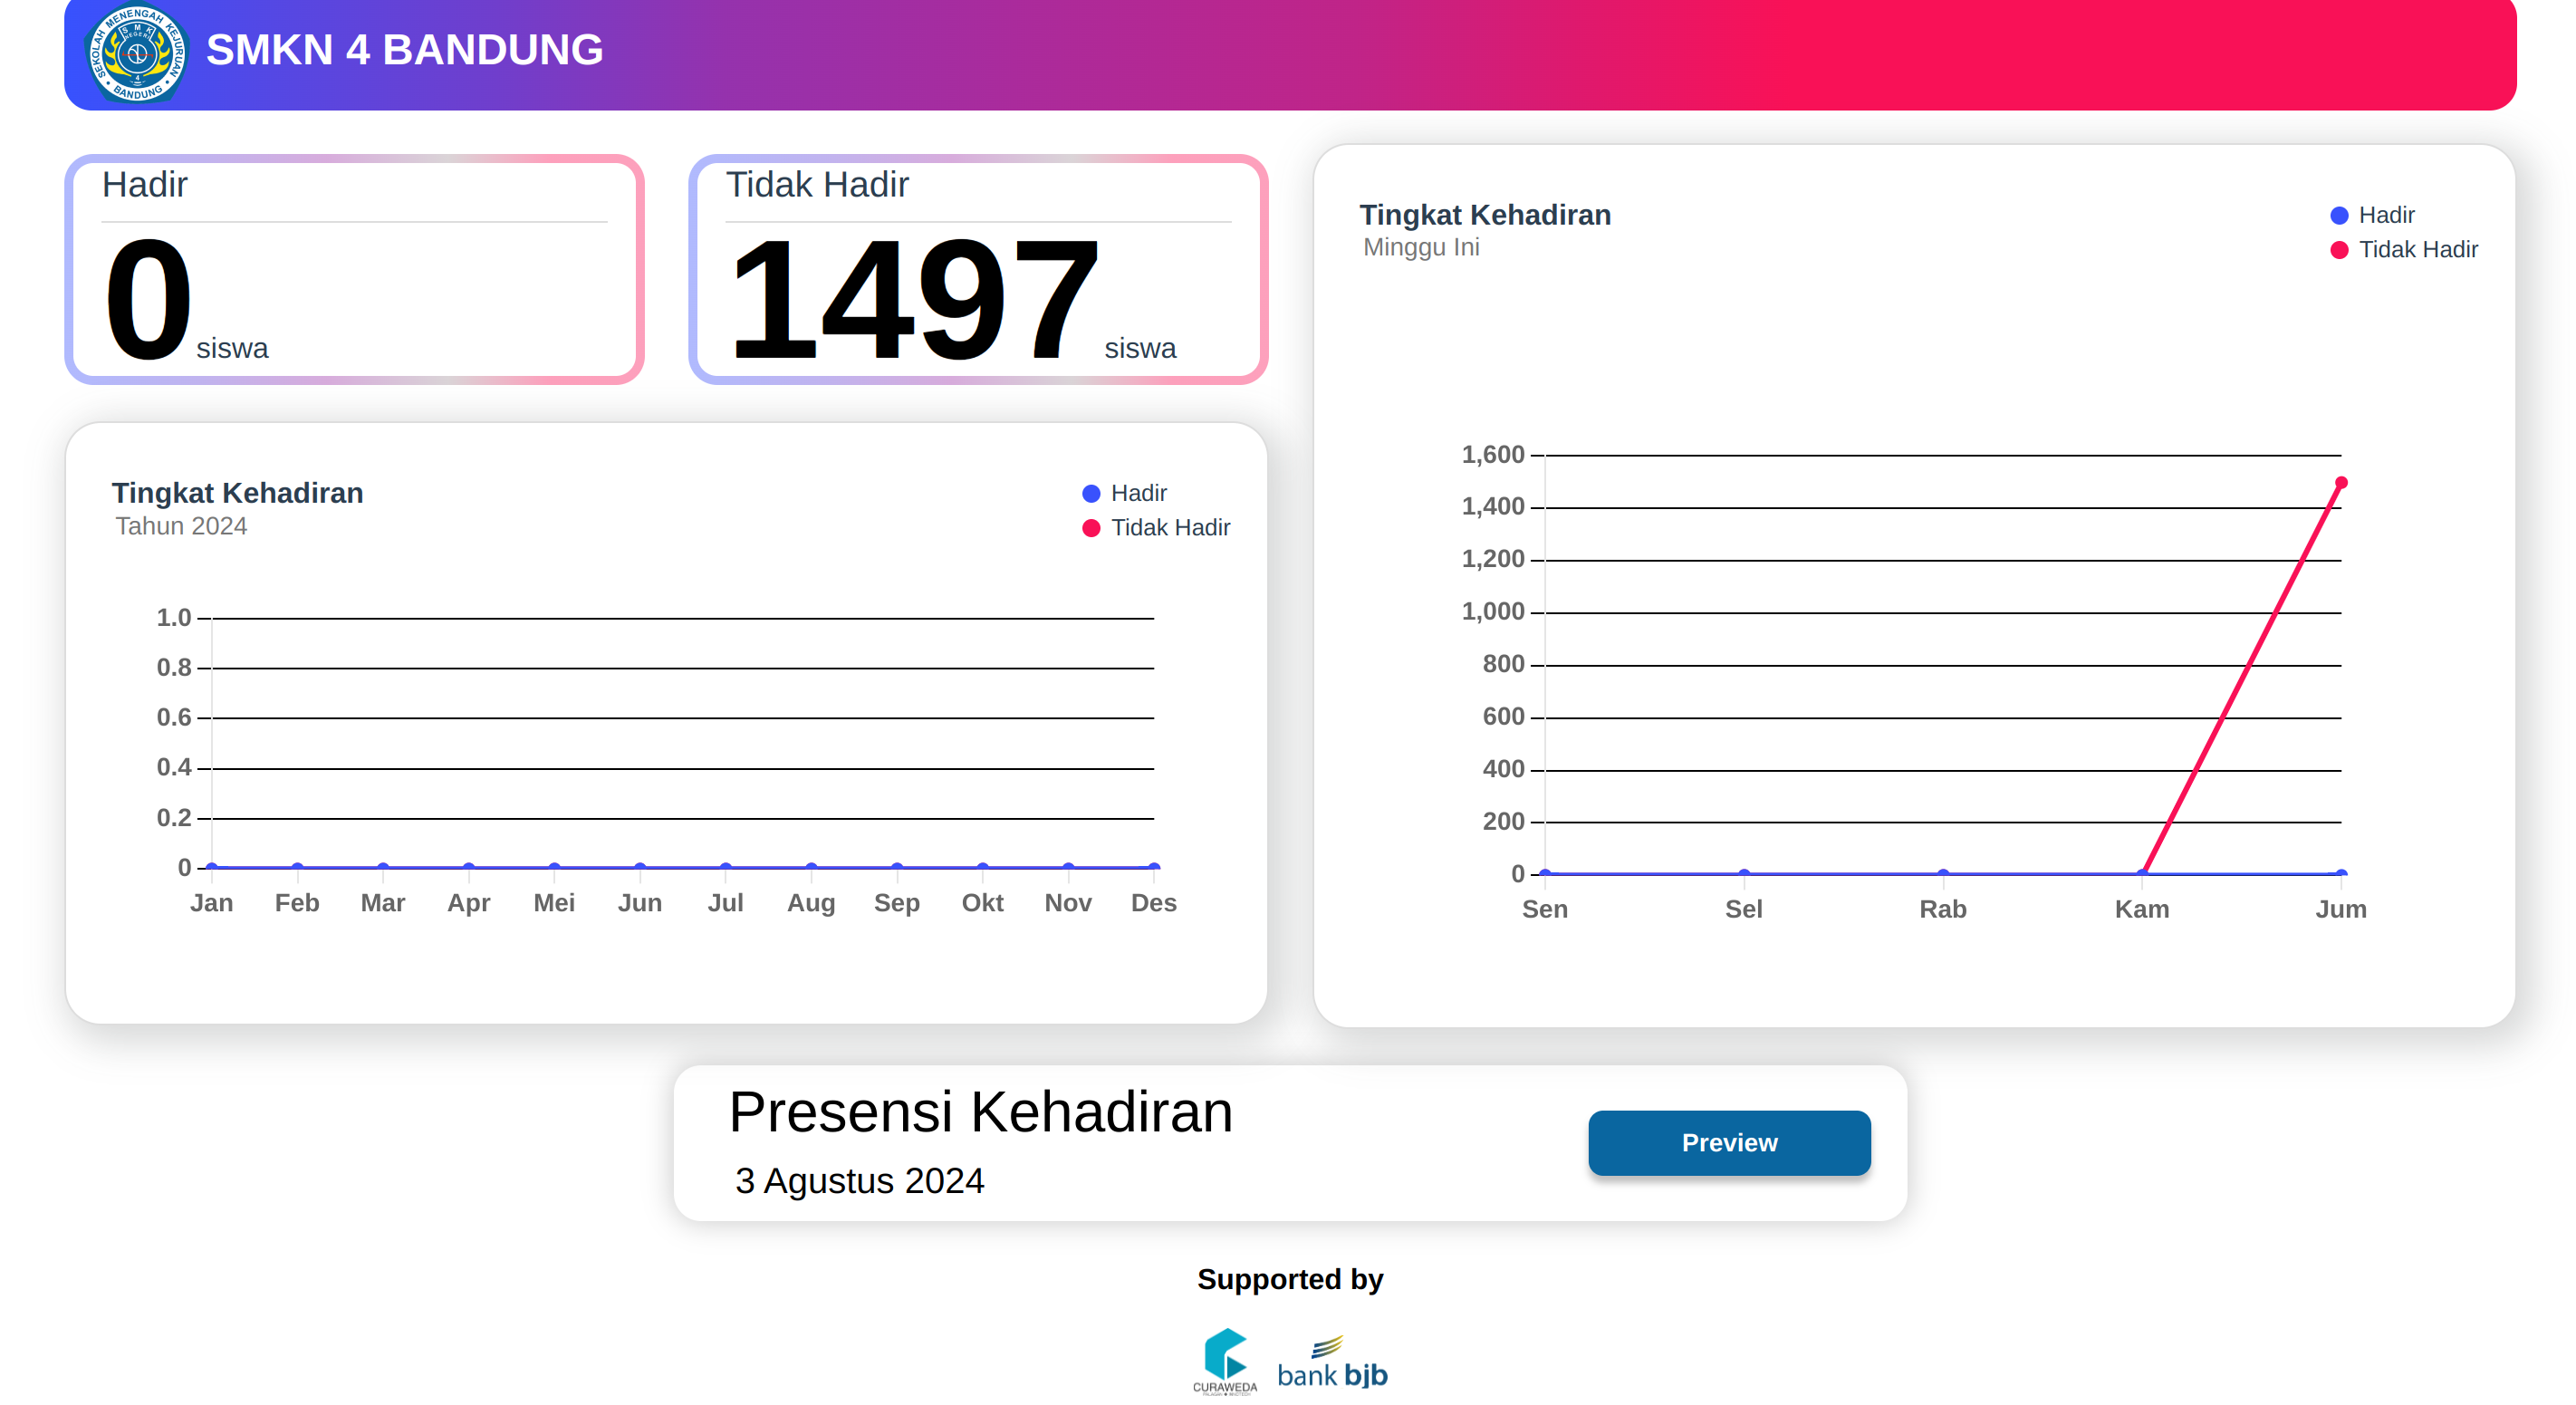 SEKOLAH MENENGAH KEJURUAN
SMK
NEGERI
4
• BANDUNG •
SMKN 4 BANDUNG
Hadir
0 siswa
Tidak Hadir
1497 siswa
Tingkat Kehadiran
Tahun 2024
Hadir
Tidak Hadir
1.0
0.8
0.6
0.4
0.2
0
Jan Feb Mar Apr Mei Jun Jul Aug Sep Okt Nov Des
Tingkat Kehadiran
Minggu Ini
Hadir
Tidak Hadir
1,600
1,400
1,200
1,000
800
600
400
200
0
Sen Sel Rab Kam Jum
Presensi Kehadiran
3 Agustus 2024
Preview
Supported by
CURAWEDA
bank bjb